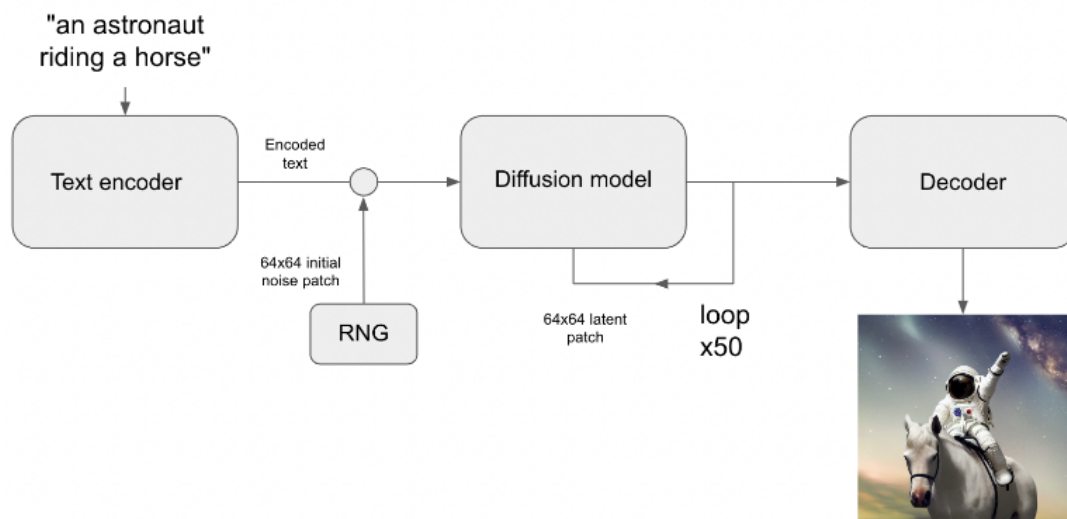 "an astronaut
riding a horse"
Text encoder
Encoded
text
64x64 initial
noise patch
RNG
Diffusion model
64x64 latent
patch
loop
x50
Decoder